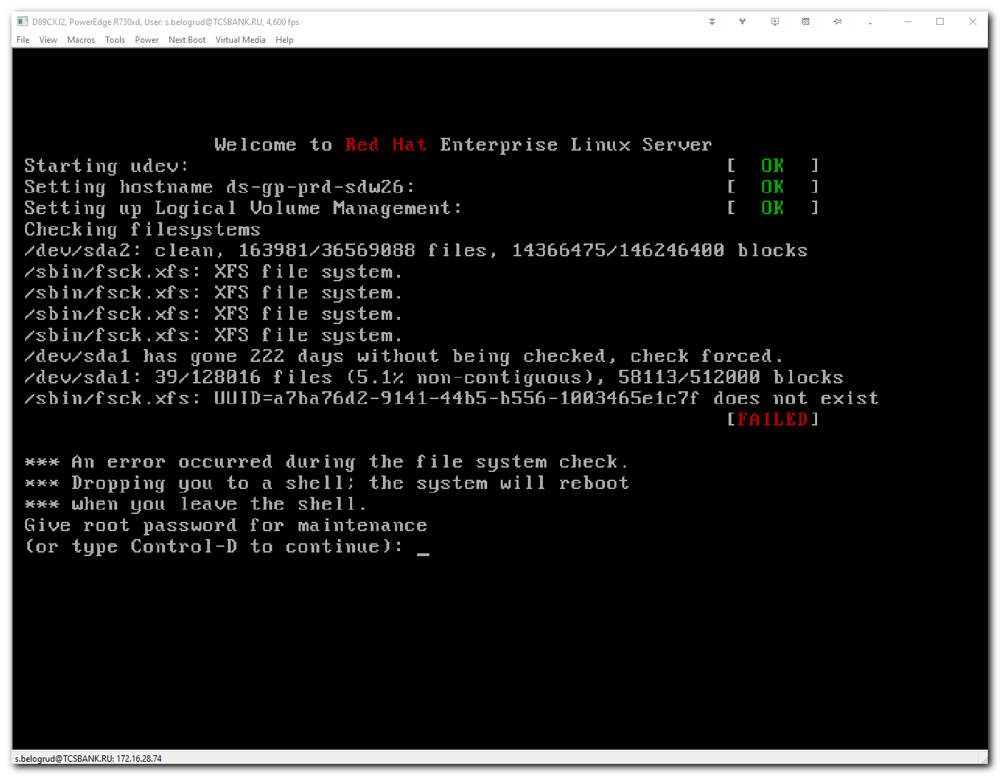 D89CXJ2, PowerEdge R730xd, User: s.belogrud@TCSBANK.RU, 4,600 fps
File View Macros Tools Power Next Boot Virtual Media Help
Welcome to Red Hat Enterprise Linux Server
Starting udev: [ OK ]
Setting hostname ds-gp-prd-sdw26: [ OK ]
Setting up Logical Volume Management: [ OK ]
Checking filesystems
/dev/sda2: clean, 163981/36569088 files, 14366475/146246400 blocks
/sbin/fsck.xfs: XFS file system.
/sbin/fsck.xfs: XFS file system.
/sbin/fsck.xfs: XFS file system.
/sbin/fsck.xfs: XFS file system.
/dev/sda1 has gone 222 days without being checked, check forced.
/dev/sda1: 39/128016 files (5.1% non-contiguous), 58113/512000 blocks
/sbin/fsck.xfs: UUID=a7ba76d2-9141-44b5-b556-1003465e1c7f does not exist
[FAILED]
*** An error occurred during the file system check.
*** Dropping you to a shell; the system will reboot
*** when you leave the shell.
Give root password for maintenance
(or type Control-D to continue): _
s.belogrud@TCSBANK.RU: 172.16.28.74